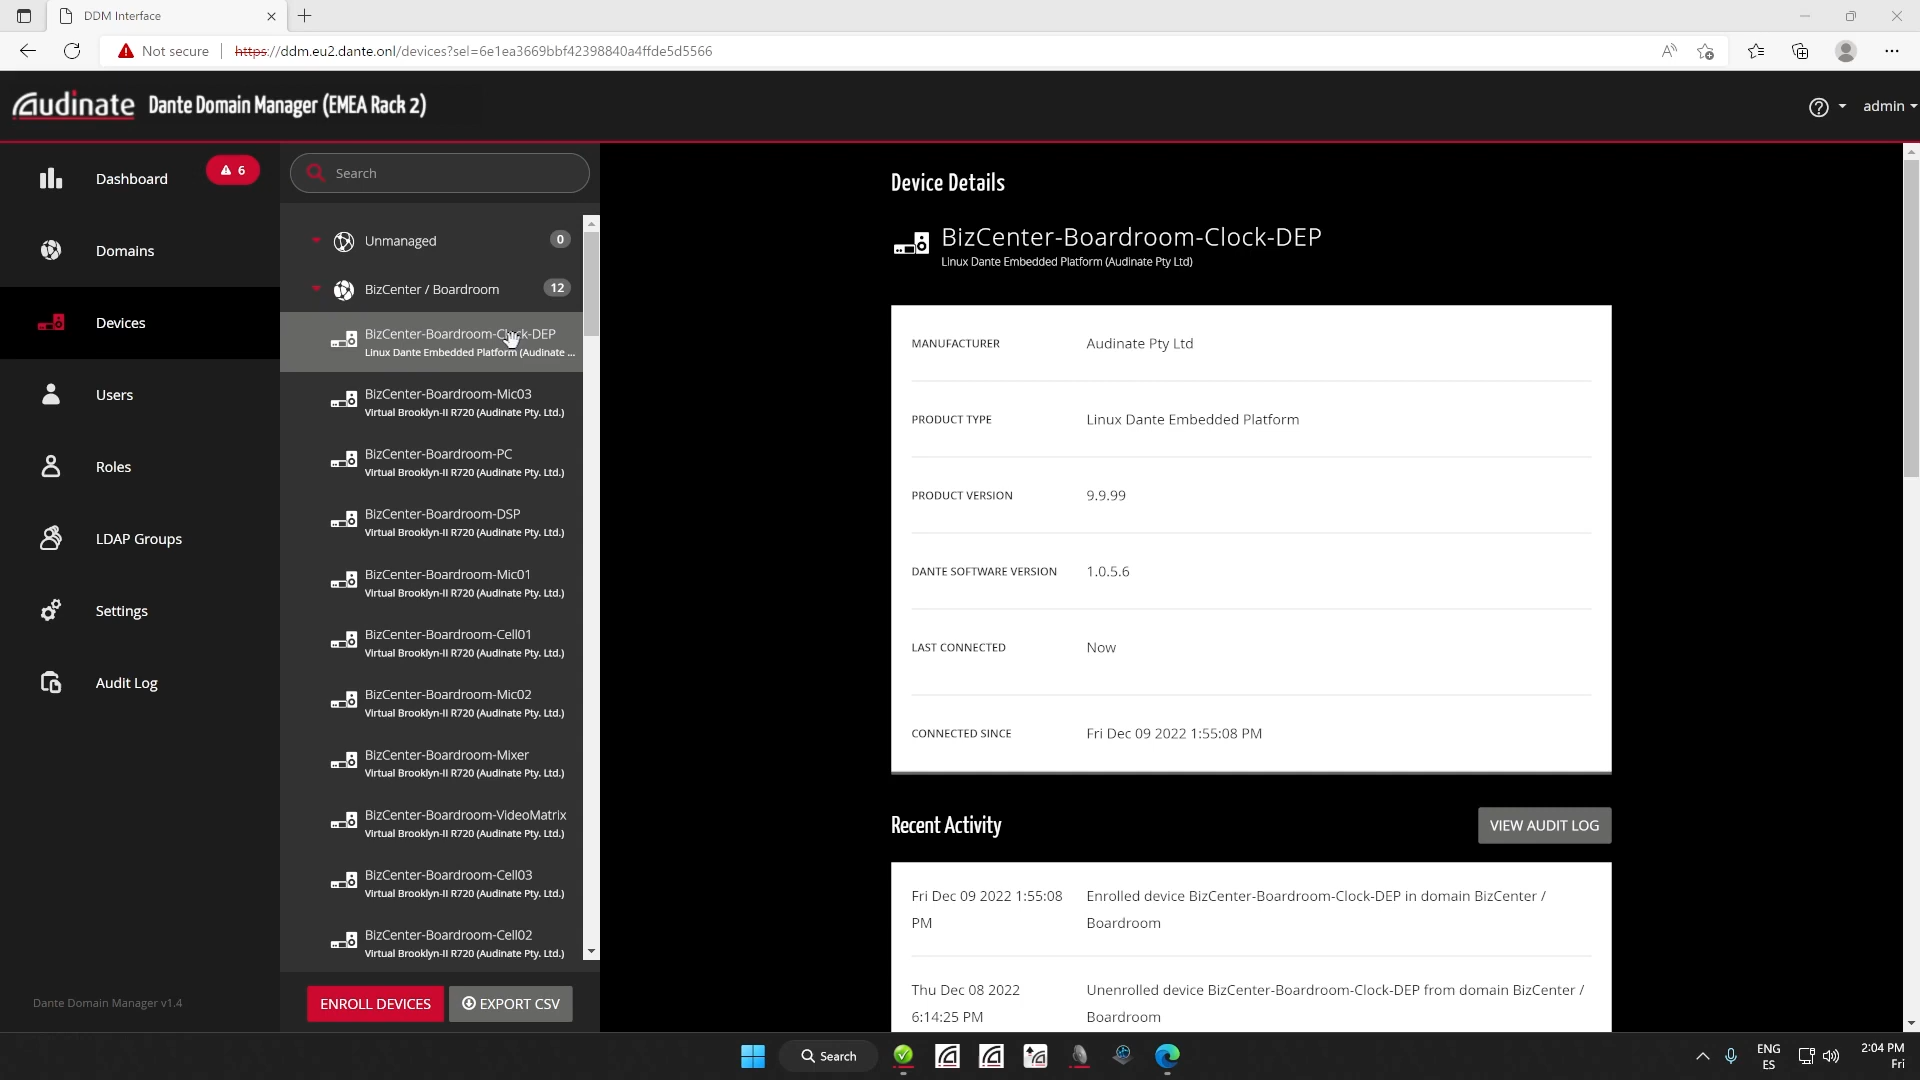 DDM Interface
Not secure https://ddm.eu2.dante.onl/devices?sel=6e1ea3669bbf42398840a4ffde5d5566
Audinate Dante Domain Manager (EMEA Rack 2)
admin
Dashboard
6
Domains
Devices
Users
Roles
LDAP Groups
Settings
Audit Log
Dante Domain Manager v1.4
Search
Unmanaged 0
BizCenter / Boardroom 12
BizCenter-Boardroom-Clock-DEP
Linux Dante Embedded Platform (Audinate ...
BizCenter-Boardroom-Mic03
Virtual Brooklyn-II R720 (Audinate Pty. Ltd.)
BizCenter-Boardroom-PC
Virtual Brooklyn-II R720 (Audinate Pty. Ltd.)
BizCenter-Boardroom-DSP
Virtual Brooklyn-II R720 (Audinate Pty. Ltd.)
BizCenter-Boardroom-Mic01
Virtual Brooklyn-II R720 (Audinate Pty. Ltd.)
BizCenter-Boardroom-Cell01
Virtual Brooklyn-II R720 (Audinate Pty. Ltd.)
BizCenter-Boardroom-Mic02
Virtual Brooklyn-II R720 (Audinate Pty. Ltd.)
BizCenter-Boardroom-Mixer
Virtual Brooklyn-II R720 (Audinate Pty. Ltd.)
BizCenter-Boardroom-VideoMatrix
Virtual Brooklyn-II R720 (Audinate Pty. Ltd.)
BizCenter-Boardroom-Cell03
Virtual Brooklyn-II R720 (Audinate Pty. Ltd.)
BizCenter-Boardroom-Cell02
Virtual Brooklyn-II R720 (Audinate Pty. Ltd.)
ENROLL DEVICES
EXPORT CSV
Device Details
BizCenter-Boardroom-Clock-DEP
Linux Dante Embedded Platform (Audinate Pty Ltd)
MANUFACTURER Audinate Pty Ltd
PRODUCT TYPE Linux Dante Embedded Platform
PRODUCT VERSION 9.9.99
DANTE SOFTWARE VERSION 1.0.5.6
LAST CONNECTED Now
CONNECTED SINCE Fri Dec 09 2022 1:55:08 PM
Recent Activity
VIEW AUDIT LOG
Fri Dec 09 2022 1:55:08 Enrolled device BizCenter-Boardroom-Clock-DEP in domain BizCenter /
PM Boardroom
Thu Dec 08 2022 Unenrolled device BizCenter-Boardroom-Clock-DEP from domain BizCenter /
6:14:25 PM Boardroom
Search
ENG
ES
2:04 PM
Fri